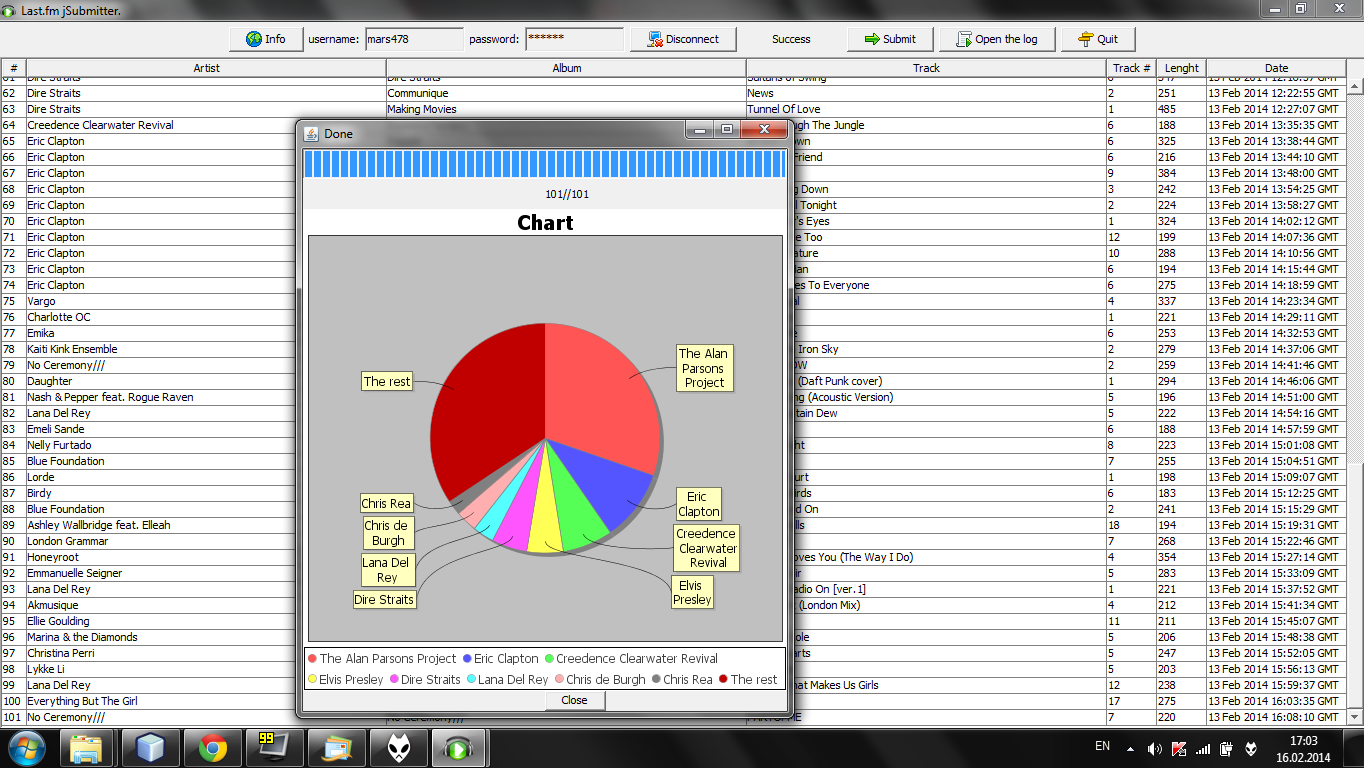 Last.fm jSubmitter.
Info username: mars478 password: ****** Disconnect Success Submit Open the log Quit
# Artist Album Track Track # Lenght Date
61 Dire Straits Dire Straits Sultans of Swing 6 347
62 Dire Straits Communique News 2 251 13 Feb 2014 12:22:55 GMT
63 Dire Straits Making Movies Tunnel Of Love 1 485 13 Feb 2014 12:27:07 GMT
64 Creedence Clearwater Revival ugh The Jungle 6 188 13 Feb 2014 13:35:35 GMT
65 Eric Clapton own 6 325 13 Feb 2014 13:38:44 GMT
66 Eric Clapton Friend 6 216 13 Feb 2014 13:44:10 GMT
67 Eric Clapton 9 384 13 Feb 2014 13:48:00 GMT
68 Eric Clapton g Down 3 242 13 Feb 2014 13:54:25 GMT
69 Eric Clapton l Tonight 2 224 13 Feb 2014 13:58:27 GMT
70 Eric Clapton 's Eyes 1 324 13 Feb 2014 14:02:12 GMT
71 Eric Clapton e Too 12 199 13 Feb 2014 14:07:36 GMT
72 Eric Clapton ature 10 288 13 Feb 2014 14:10:56 GMT
73 Eric Clapton an 6 194 13 Feb 2014 14:15:44 GMT
74 Eric Clapton es To Everyone 6 275 13 Feb 2014 14:18:59 GMT
75 Vargo al 4 337 13 Feb 2014 14:23:34 GMT
76 Charlotte OC 1 221 13 Feb 2014 14:29:11 GMT
77 Emika e 6 253 13 Feb 2014 14:32:53 GMT
78 Kaiti Kink Ensemble Iron Sky 2 279 13 Feb 2014 14:37:06 GMT
79 No Ceremony/// OW 2 259 13 Feb 2014 14:41:46 GMT
80 Daughter (Daft Punk cover) 1 294 13 Feb 2014 14:46:06 GMT
81 Nash & Pepper feat. Rogue Raven ng (Acoustic Version) 5 196 13 Feb 2014 14:51:00 GMT
82 Lana Del Rey tain Dew 5 222 13 Feb 2014 14:54:16 GMT
83 Emeli Sande 6 188 13 Feb 2014 14:57:59 GMT
84 Nelly Furtado ht 8 223 13 Feb 2014 15:01:08 GMT
85 Blue Foundation 7 255 13 Feb 2014 15:04:51 GMT
86 Lorde urt 1 198 13 Feb 2014 15:09:07 GMT
87 Birdy irds 6 183 13 Feb 2014 15:12:25 GMT
88 Blue Foundation d On 2 241 13 Feb 2014 15:15:29 GMT
89 Ashley Wallbridge feat. Elleah lls 18 194 13 Feb 2014 15:19:31 GMT
90 London Grammar 7 268 13 Feb 2014 15:22:46 GMT
91 Honeyroot oves You (The Way I Do) 4 354 13 Feb 2014 15:27:14 GMT
92 Emmanuelle Seigner ir 5 283 13 Feb 2014 15:33:09 GMT
93 Lana Del Rey adio On [ver.1] 1 221 13 Feb 2014 15:37:52 GMT
94 Akmusique (London Mix) 4 212 13 Feb 2014 15:41:34 GMT
95 Ellie Goulding 11 211 13 Feb 2014 15:45:07 GMT
96 Marina & the Diamonds ole 5 206 13 Feb 2014 15:48:38 GMT
97 Christina Perri arts 5 247 13 Feb 2014 15:52:05 GMT
98 Lykke Li 5 203 13 Feb 2014 15:56:13 GMT
99 Lana Del Rey hat Makes Us Girls 12 238 13 Feb 2014 15:59:37 GMT
100 Everything But The Girl 17 275 13 Feb 2014 16:03:35 GMT
101 No Ceremony/// 7 220 13 Feb 2014 16:08:10 GMT
Done
101//101
Chart
The Alan
Parsons
Project
The rest
Eric
Clapton
Chris Rea
Chris de
Burgh
Creedence
Clearwater
Revival
Lana Del
Rey
Elvis
Presley
Dire Straits
The Alan Parsons Project Eric Clapton Creedence Clearwater Revival
Elvis Presley Dire Straits Lana Del Rey Chris de Burgh Chris Rea The rest
Close
99
EN
17:03
16.02.2014